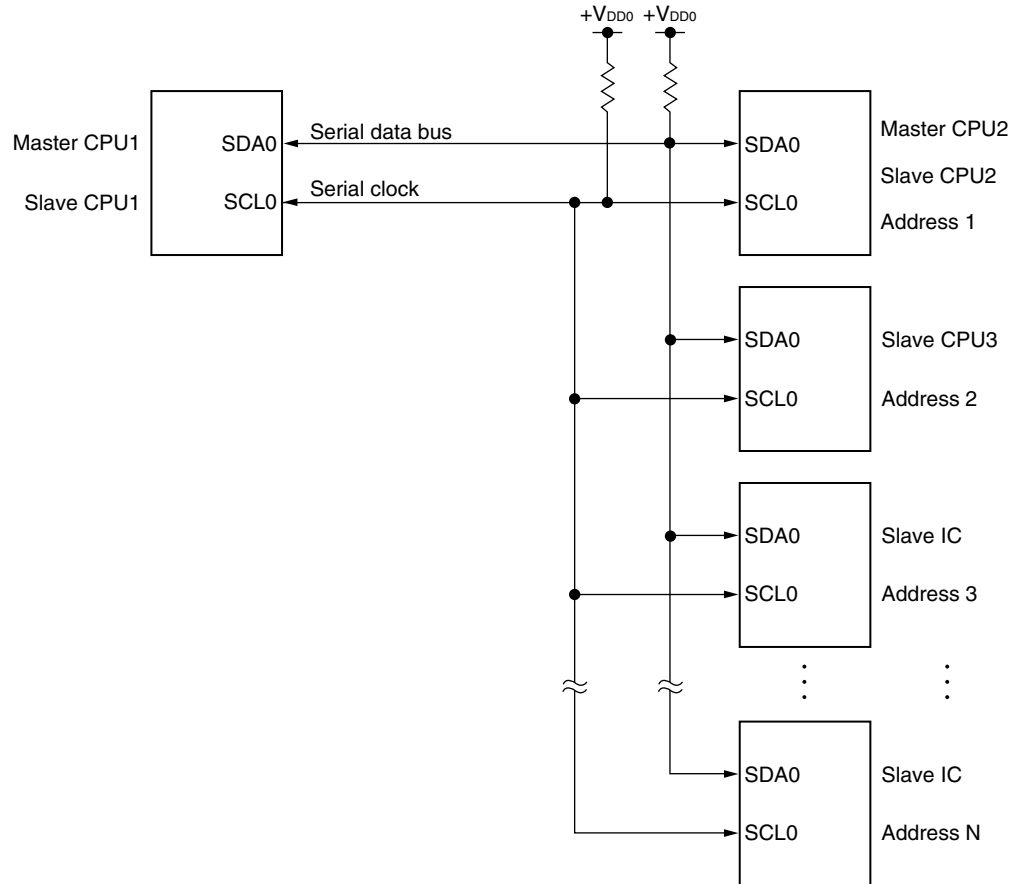 +VDD0 +VDD0
Master CPU1
SDA0
Serial data bus
SDA0
Master CPU2
Slave CPU1
SCL0
Serial clock
SCL0
Slave CPU2
Address 1
SDA0
Slave CPU3
SCL0
Address 2
SDA0
Slave IC
SCL0
Address 3
SDA0
Slave IC
SCL0
Address N